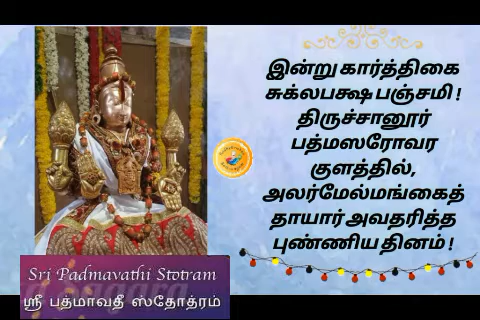 இன்று கார்த்திகை
சுக்லபக்ஷ பஞ்சமி !
திருச்சானூர்
பத்மஸரோவர
குளத்தில்,
அலர்மேல்மங்கைத்
தாயார் அவதரித்த
புண்ணிய தினம் !
Sri Padmavathi Stotram
ஸ்ரீ பத்மாவதீ ஸ்தோத்ரம்